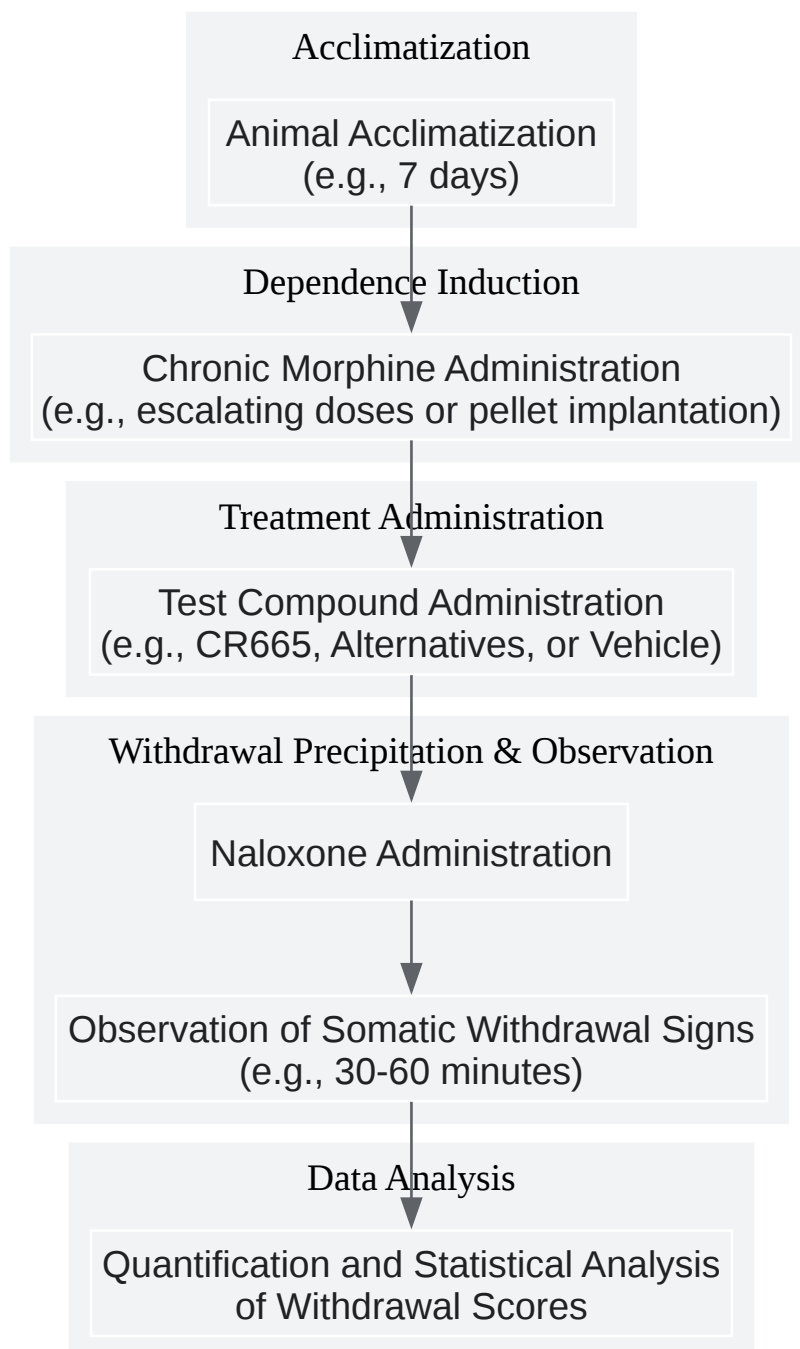 Acclimatization
Animal Acclimatization
(e.g., 7 days)
Dependence Induction
Chronic Morphine Administration
(e.g., escalating doses or pellet implantation)
Treatment Administration
Test Compound Administration
(e.g., CR665, Alternatives, or Vehicle)
Withdrawal Precipitation & Observation
Naloxone Administration
Observation of Somatic Withdrawal Signs
(e.g., 30-60 minutes)
Data Analysis
Quantification and Statistical Analysis
of Withdrawal Scores